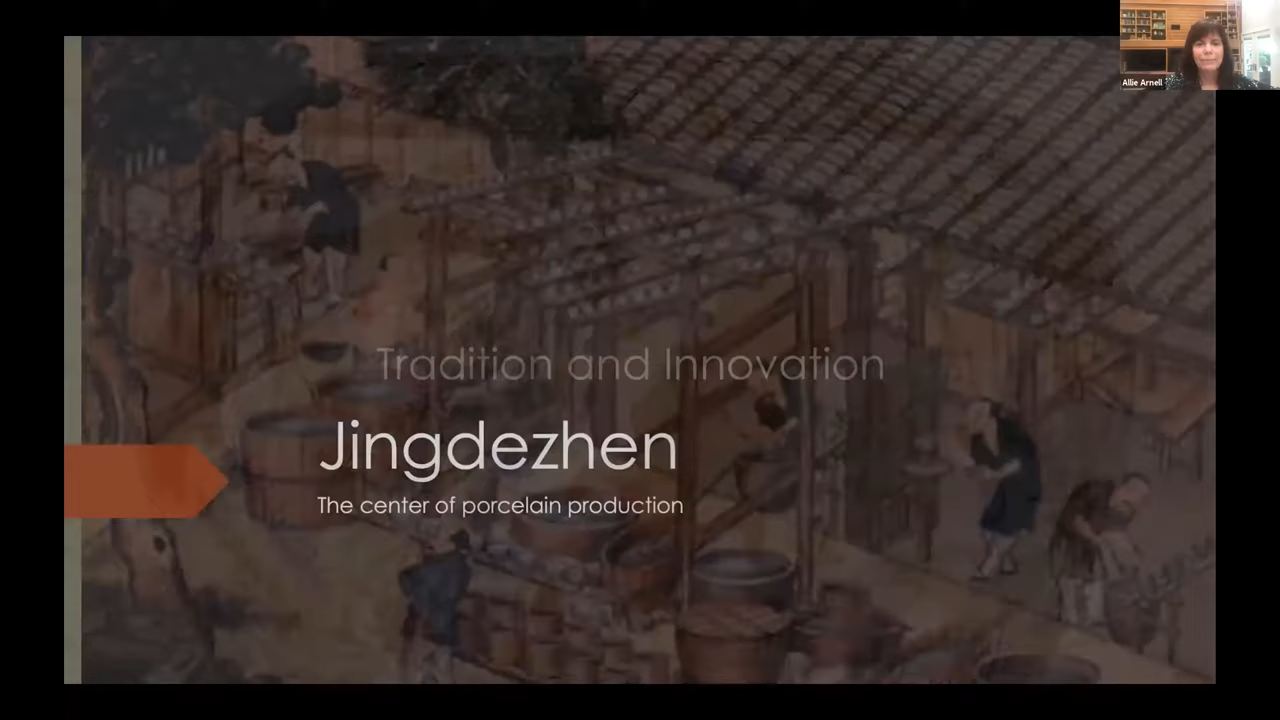 Allie Arnell
Tradition and Innovation
Jingdezhen
The center of porcelain production